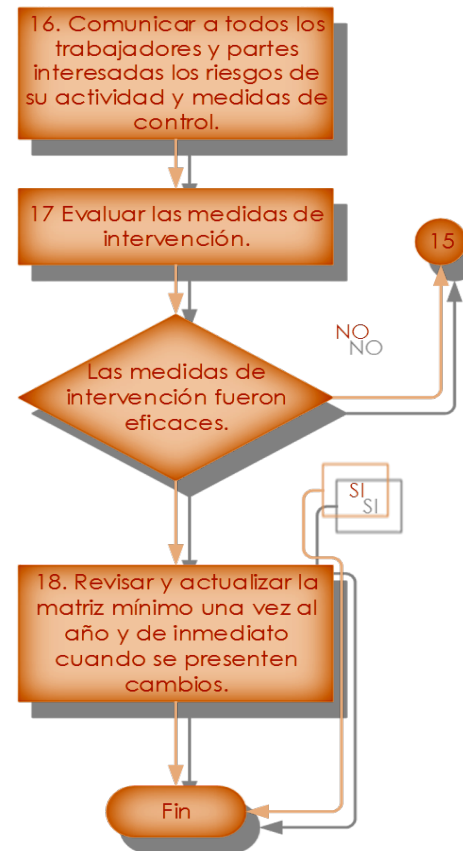 16. Comunicar a todos los
trabajadores y partes
interesadas los riesgos de
su actividad y medidas de
control.
17 Evaluar las medidas de
intervención.
15
NO
NO
Las medidas de
intervención fueron
eficaces.
SI
SI
18. Revisar y actualizar la
matriz mínimo una vez al
año y de inmediato
cuando se presenten
cambios.
Fin